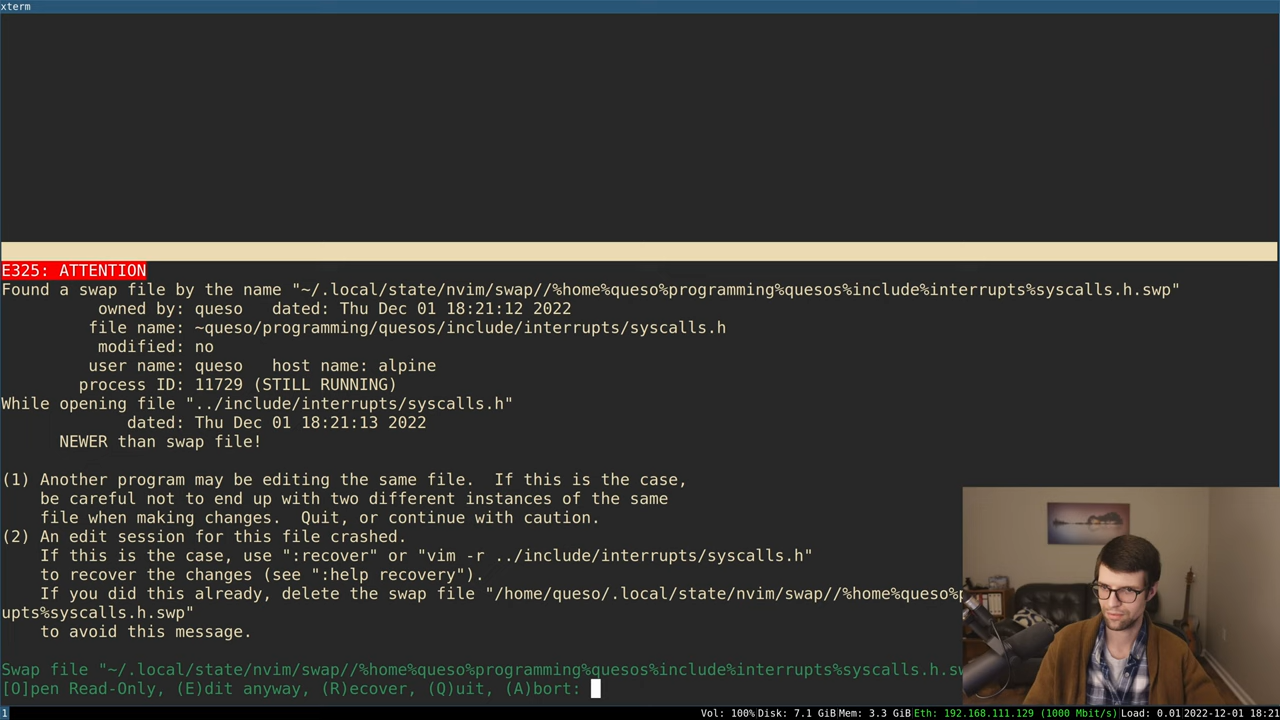 xterm
E325: ATTENTION
Found a swap file by the name "~/.local/state/nvim/swap//%home%queso%programming%quesos%include%interrupts%syscalls.h.swp"
owned by: queso   dated: Thu Dec 01 18:21:12 2022
file name: ~queso/programming/quesos/include/interrupts/syscalls.h
modified: no
user name: queso   host name: alpine
process ID: 11729 (STILL RUNNING)
While opening file "../include/interrupts/syscalls.h"
dated: Thu Dec 01 18:21:13 2022
NEWER than swap file!
(1) Another program may be editing the same file.  If this is the case,
be careful not to end up with two different instances of the same
file when making changes.  Quit, or continue with caution.
(2) An edit session for this file crashed.
If this is the case, use ":recover" or "vim -r ../include/interrupts/syscalls.h"
to recover the changes (see ":help recovery").
If you did this already, delete the swap file "/home/queso/.local/state/nvim/swap//%home%queso%
upts%syscalls.h.swp"
to avoid this message.
Swap file "~/.local/state/nvim/swap//%home%queso%programming%quesos%include%interrupts%syscalls.h.sw
[O]pen Read-Only, (E)dit anyway, (R)ecover, (Q)uit, (A)bort:
1
Vol: 100% Disk: 7.1 GiB Mem: 3.3 GiB Eth: 192.168.111.129 (1000 Mbit/s) Load: 0.01 2022-12-01 18:21